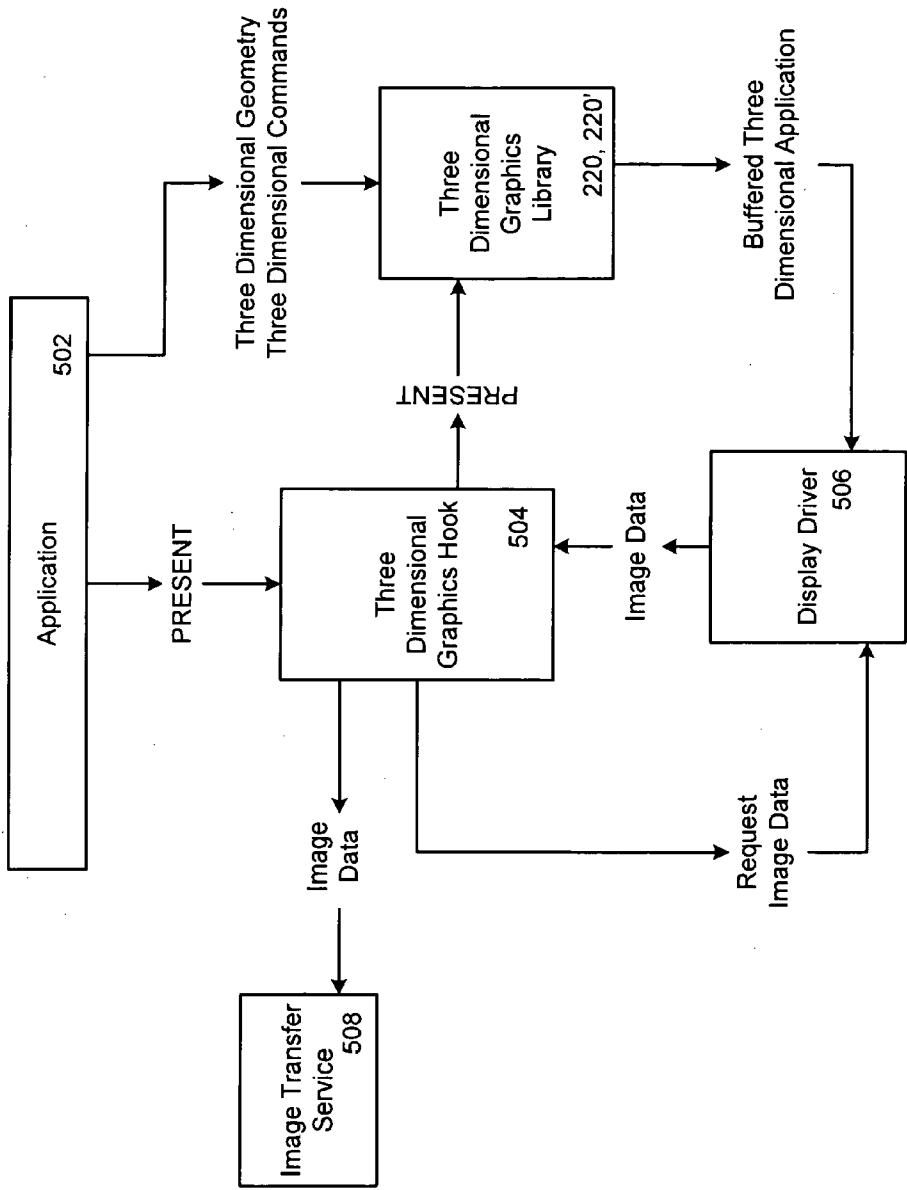 Application
502
PRESENT
Three Dimensional Geometry
Three Dimensional Commands
Image Transfer
Service
508
Image
Data
Three
Dimensional
Graphics Hook
504
PRESENT
Three
Dimensional
Graphics
Library
220, 220'
Request
Image Data
Image Data
Buffered Three
Dimensional Application
Display Driver
506